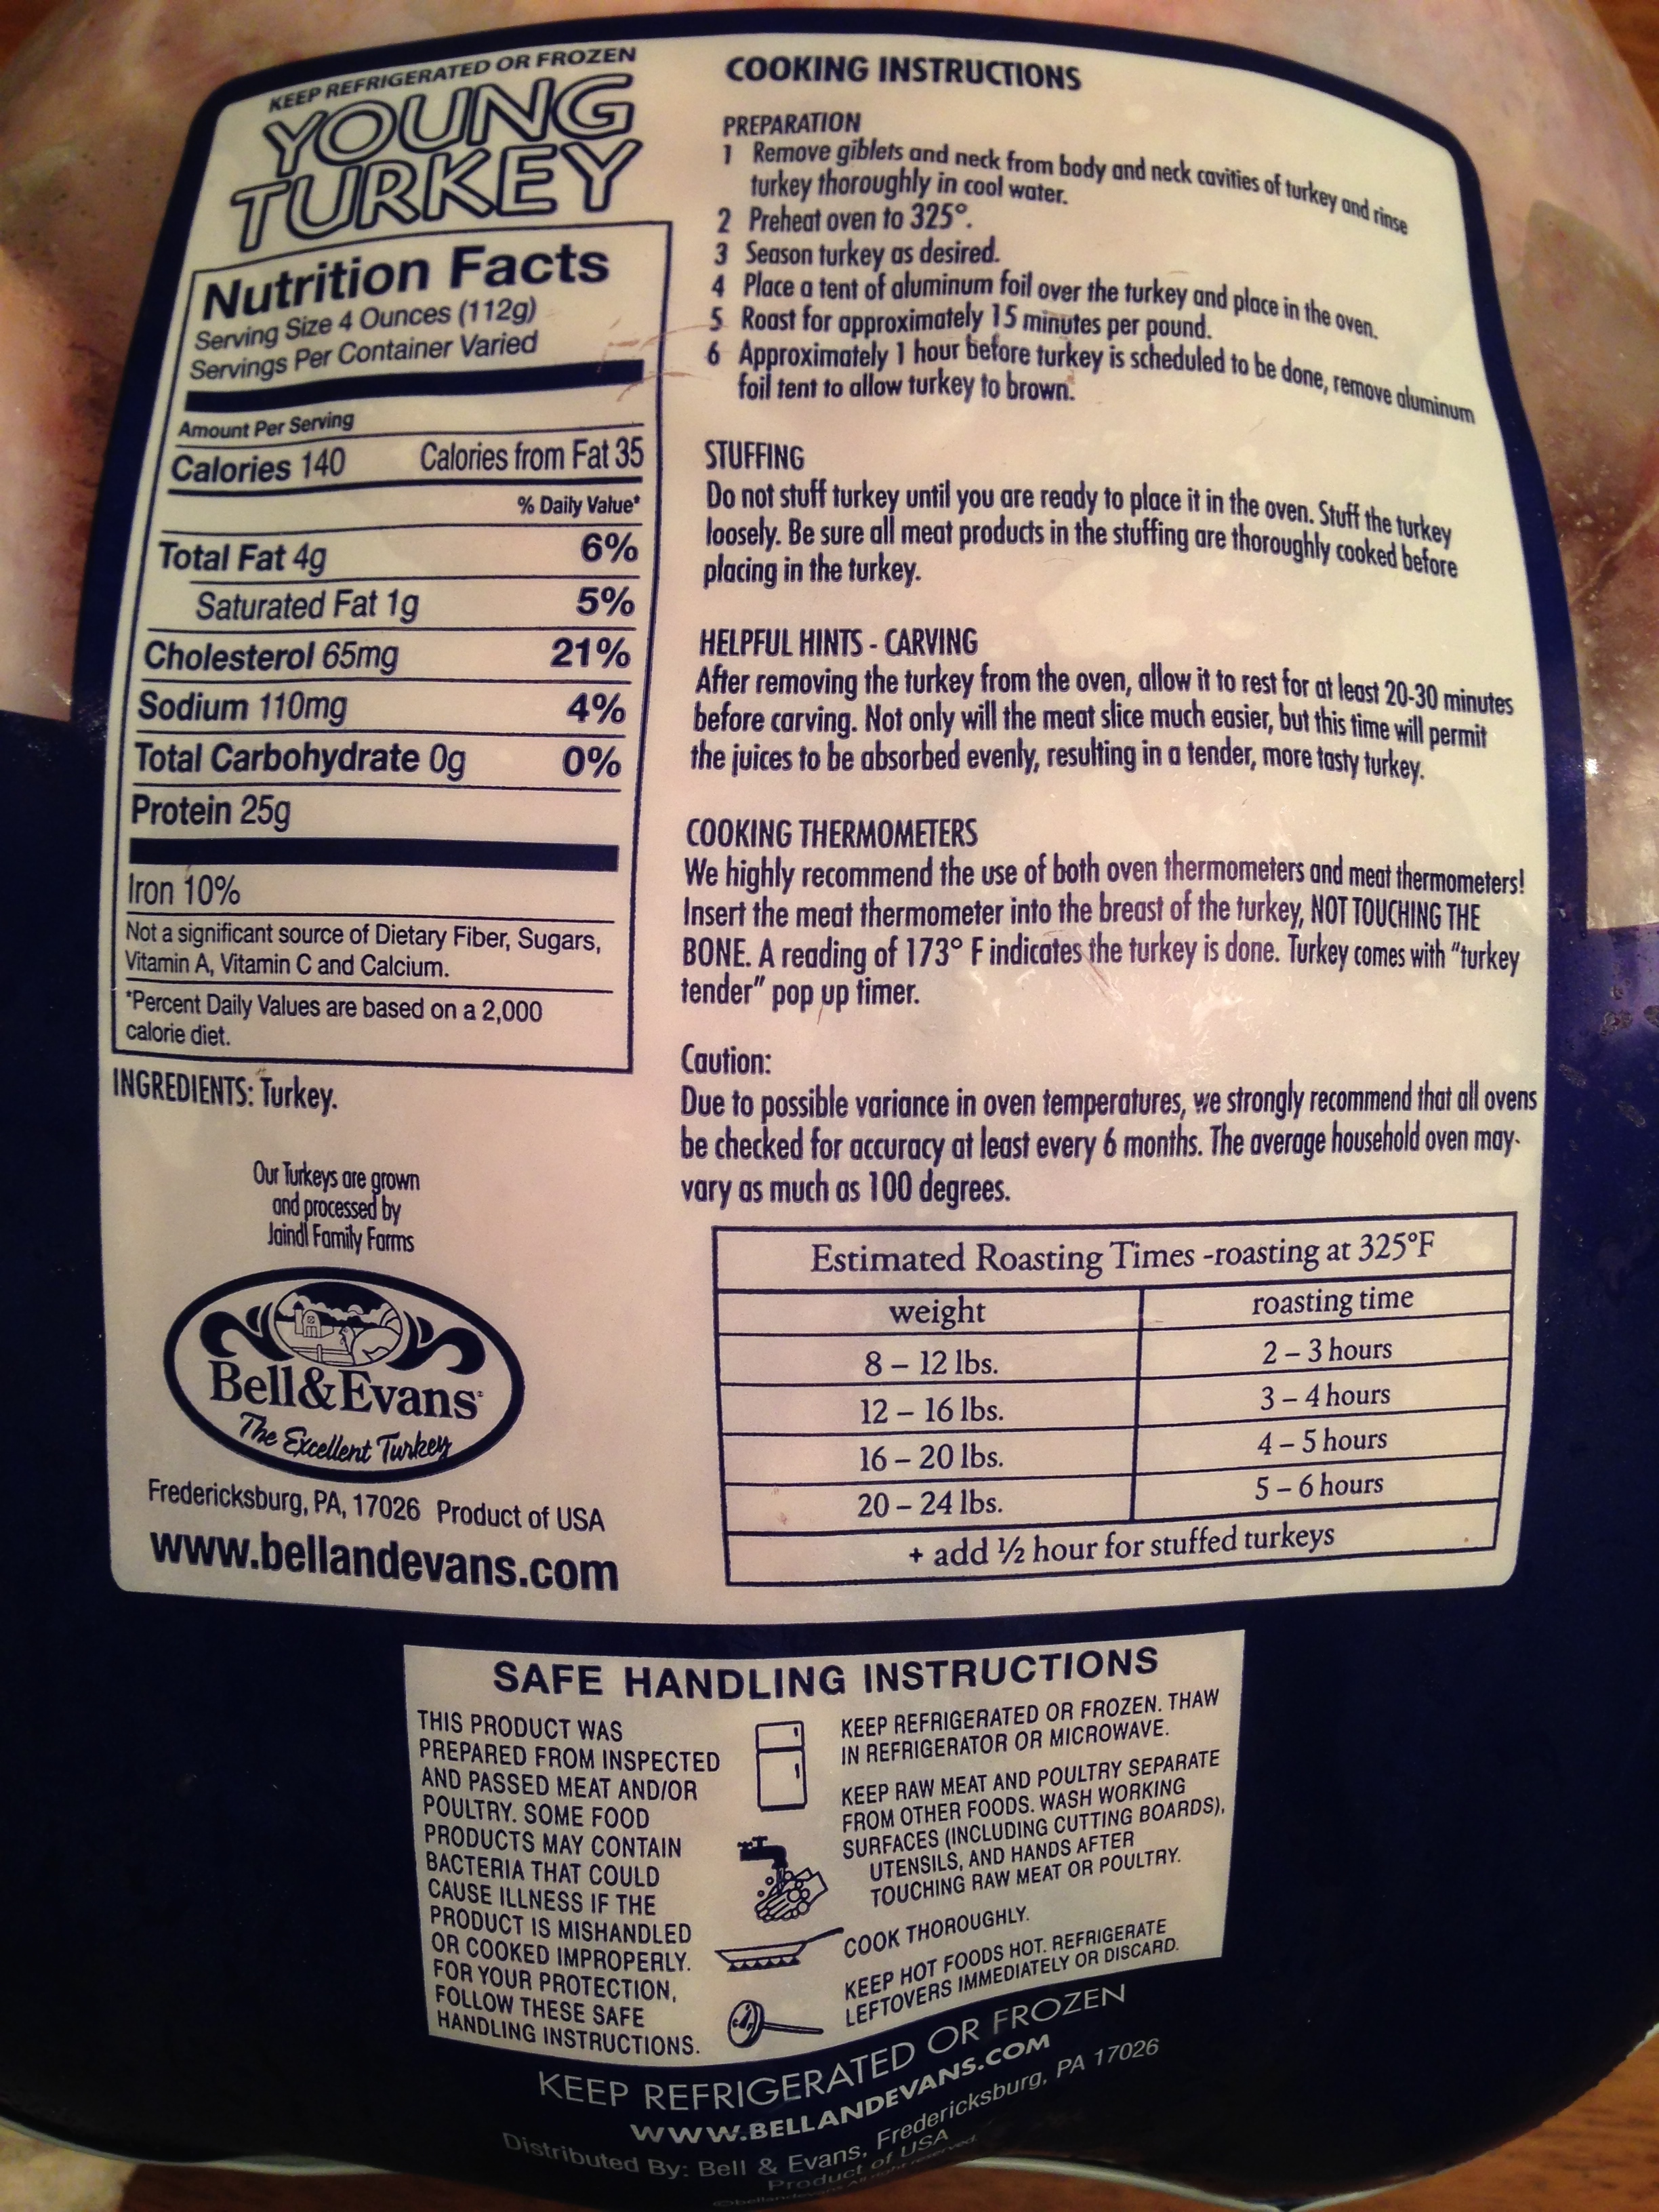 KEEP REFRIGERATED OR FROZEN
YOUNG
TURKEY
Nutrition Facts
Serving Size 4 Ounces (112g)
Servings Per Container Varied
Amount Per Serving
Calories 140 Calories from Fat 35
% Daily Value*
Total Fat 4g 6%
Saturated Fat 1g 5%
Cholesterol 65mg 21%
Sodium 110mg 4%
Total Carbohydrate 0g 0%
Protein 25g
Iron 10%
Not a significant source of Dietary Fiber, Sugars,
Vitamin A, Vitamin C and Calcium.
*Percent Daily Values are based on a 2,000
calorie diet.
INGREDIENTS: Turkey.
Our Turkeys are grown
and processed by
Jaindl Family Farms
Bell&Evans
The Excellent Turkey
Fredericksburg, PA, 17026 Product of USA
www.bellandevans.com
COOKING INSTRUCTIONS
PREPARATION
1 Remove giblets and neck from body and neck cavities of turkey and rinse
turkey thoroughly in cool water.
2 Preheat oven to 325°.
3 Season turkey as desired.
4 Place a tent of aluminum foil over the turkey and place in the oven.
5 Roast for approximately 15 minutes per pound.
6 Approximately 1 hour before turkey is scheduled to be done, remove aluminum
foil tent to allow turkey to brown.
STUFFING
Do not stuff turkey until you are ready to place it in the oven. Stuff the turkey
loosely. Be sure all meat products in the stuffing are thoroughly cooked before
placing in the turkey.
HELPFUL HINTS - CARVING
After removing the turkey from the oven, allow it to rest for at least 20-30 minutes
before carving. Not only will the meat slice much easier, but this time will permit
the juices to be absorbed evenly, resulting in a tender, more tasty turkey.
COOKING THERMOMETERS
We highly recommend the use of both oven thermometers and meat thermometers!
Insert the meat thermometer into the breast of the turkey, NOT TOUCHING THE
BONE. A reading of 173° F indicates the turkey is done. Turkey comes with "turkey
tender" pop up timer.
Caution:
Due to possible variance in oven temperatures, we strongly recommend that all ovens
be checked for accuracy at least every 6 months. The average household oven may-
vary as much as 100 degrees.
Estimated Roasting Times -roasting at 325°F
weight roasting time
8 – 12 lbs. 2 – 3 hours
12 – 16 lbs. 3 – 4 hours
16 – 20 lbs. 4 – 5 hours
20 – 24 lbs. 5 – 6 hours
+ add ½ hour for stuffed turkeys
SAFE HANDLING INSTRUCTIONS
THIS PRODUCT WAS
PREPARED FROM INSPECTED
AND PASSED MEAT AND/OR
POULTRY. SOME FOOD
PRODUCTS MAY CONTAIN
BACTERIA THAT COULD
CAUSE ILLNESS IF THE
PRODUCT IS MISHANDLED
OR COOKED IMPROPERLY.
FOR YOUR PROTECTION,
FOLLOW THESE SAFE
HANDLING INSTRUCTIONS.
KEEP REFRIGERATED OR FROZEN. THAW
IN REFRIGERATOR OR MICROWAVE.
KEEP RAW MEAT AND POULTRY SEPARATE
FROM OTHER FOODS. WASH WORKING
SURFACES (INCLUDING CUTTING BOARDS),
UTENSILS, AND HANDS AFTER
TOUCHING RAW MEAT OR POULTRY.
COOK THOROUGHLY.
KEEP HOT FOODS HOT. REFRIGERATE
LEFTOVERS IMMEDIATELY OR DISCARD.
KEEP REFRIGERATED OR FROZEN
WWW.BELLANDEVANS.COM
Distributed By: Bell & Evans, Fredericksburg, PA 17026
Product of USA